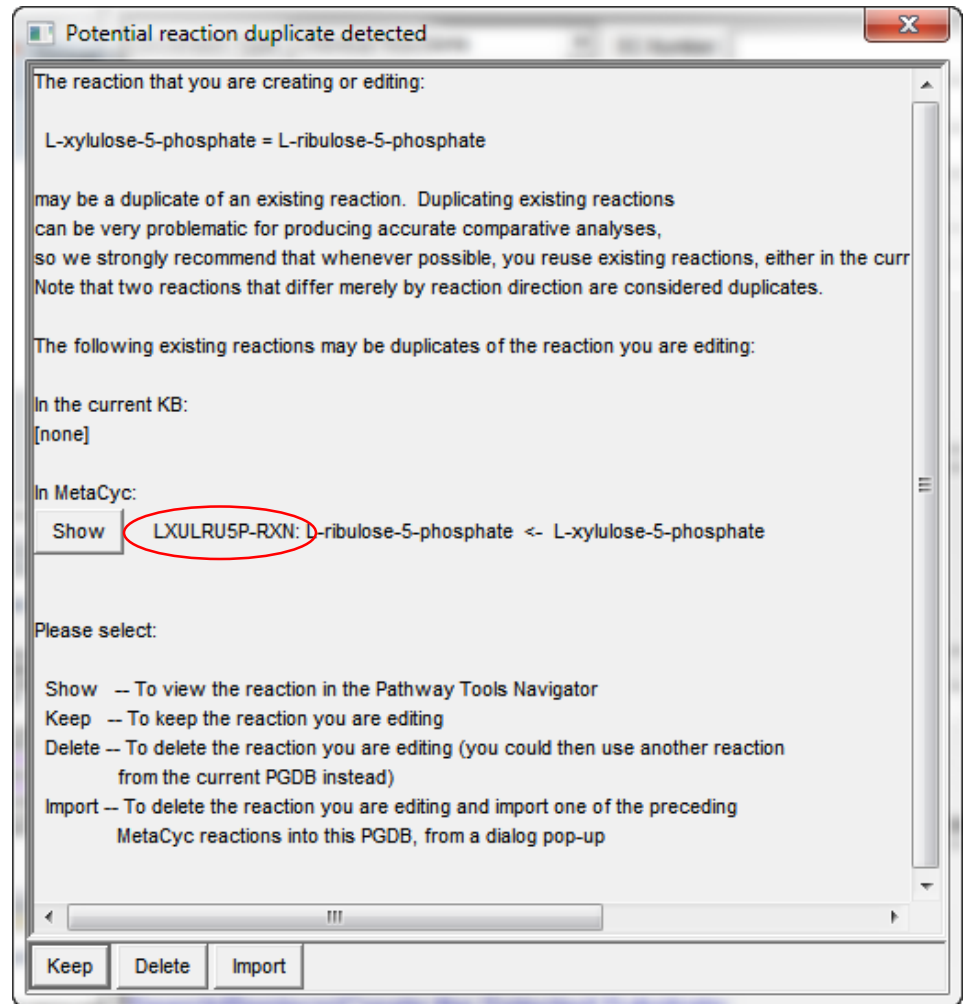 Potential reaction duplicate detected
The reaction that you are creating or editing:
L-xylulose-5-phosphate = L-ribulose-5-phosphate
may be a duplicate of an existing reaction. Duplicating existing reactions
can be very problematic for producing accurate comparative analyses,
so we strongly recommend that whenever possible, you reuse existing reactions, either in the curr
Note that two reactions that differ merely by reaction direction are considered duplicates.
The following existing reactions may be duplicates of the reaction you are editing:
In the current KB:
[none]
In MetaCyc:
Show LXULRU5P-RXN: L-ribulose-5-phosphate <- L-xylulose-5-phosphate
Please select:
Show -- To view the reaction in the Pathway Tools Navigator
Keep -- To keep the reaction you are editing
Delete -- To delete the reaction you are editing (you could then use another reaction
from the current PGDB instead)
Import -- To delete the reaction you are editing and import one of the preceding
MetaCyc reactions into this PGDB, from a dialog pop-up
Keep Delete Import